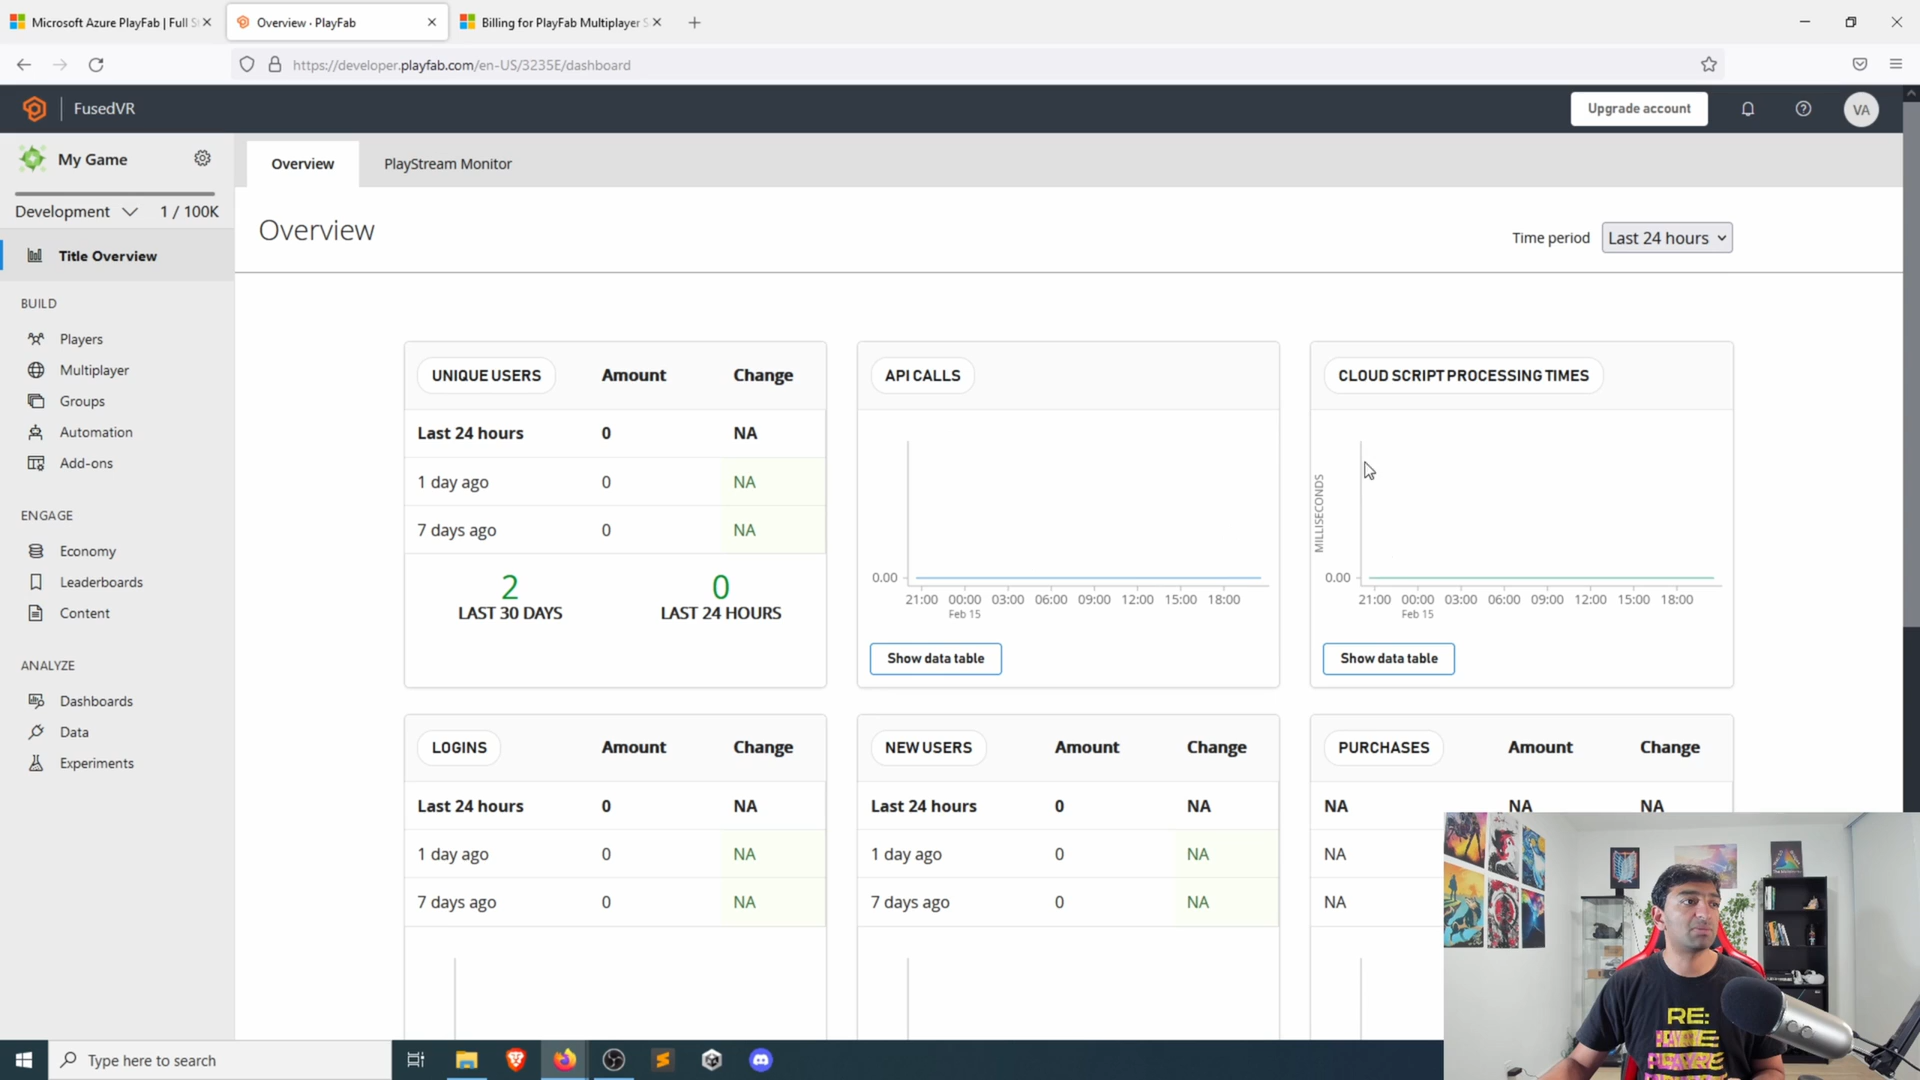 Microsoft Azure PlayFab | Full S
Overview · PlayFab
Billing for PlayFab Multiplayer S
https://developer.playfab.com/en-US/3235E/dashboard
FusedVR
Upgrade account
VA
My Game
Overview
PlayStream Monitor
Development
1 / 100K
Title Overview
BUILD
Players
Multiplayer
Groups
Automation
Add-ons
ENGAGE
Economy
Leaderboards
Content
ANALYZE
Dashboards
Data
Experiments
Overview
Time period
Last 24 hours
UNIQUE USERS Amount Change
Last 24 hours 0 NA
1 day ago 0 NA
7 days ago 0 NA
2 0
LAST 30 DAYS LAST 24 HOURS
API CALLS
0.00
21:00 00:00 03:00 06:00 09:00 12:00 15:00 18:00
Feb 15
Show data table
CLOUD SCRIPT PROCESSING TIMES
MILLISECONDS
0.00
21:00 00:00 03:00 06:00 09:00 12:00 15:00 18:00
Feb 15
Show data table
LOGINS Amount Change
Last 24 hours 0 NA
1 day ago 0 NA
7 days ago 0 NA
NEW USERS Amount Change
Last 24 hours 0 NA
1 day ago 0 NA
7 days ago 0 NA
PURCHASES Amount Change
NA NA NA
NA
NA
RE:
Type here to search